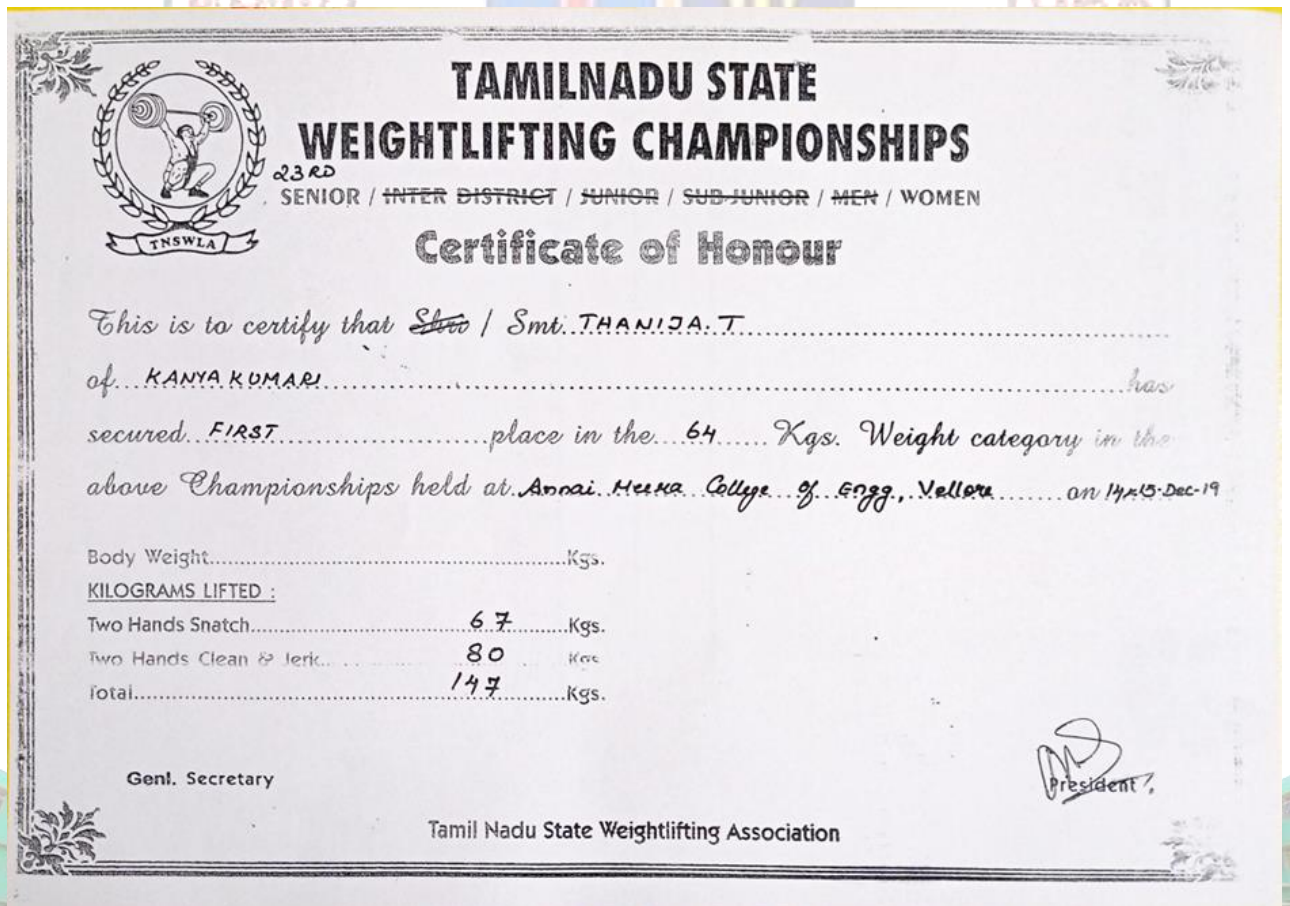 TAMILNADU STATE
WEIGHTLIFTING CHAMPIONSHIPS
23RD
SENIOR / INTER DISTRICT / JUNIOR / SUB-JUNIOR / MEN / WOMEN
TNSWLA
Certificate of Honour
This is to certify that Shri / Smt. THANIJA. T
of KANYA KUMARI has
secured FIRST place in the 64 Kgs. Weight category in the
above Championships held at Annai Meera College of Engg., Vellore on 14&15-Dec-19
Body Weight Kgs.
KILOGRAMS LIFTED :
Two Hands Snatch 67 Kgs.
Two Hands Clean & Jerk 80 Kgs
Total 147 Kgs.
Genl. Secretary
President
Tamil Nadu State Weightlifting Association